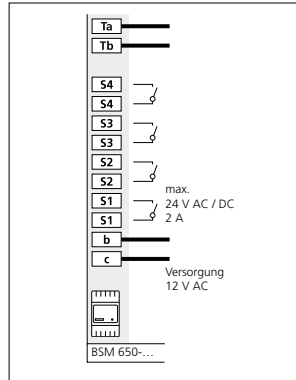 Ta
Tb
S4
S4
S3
S3
S2
S2
max.
S1
24 V AC / DC
S1
2 A
b
c
Versorgung
12 V AC
BSM 650-...